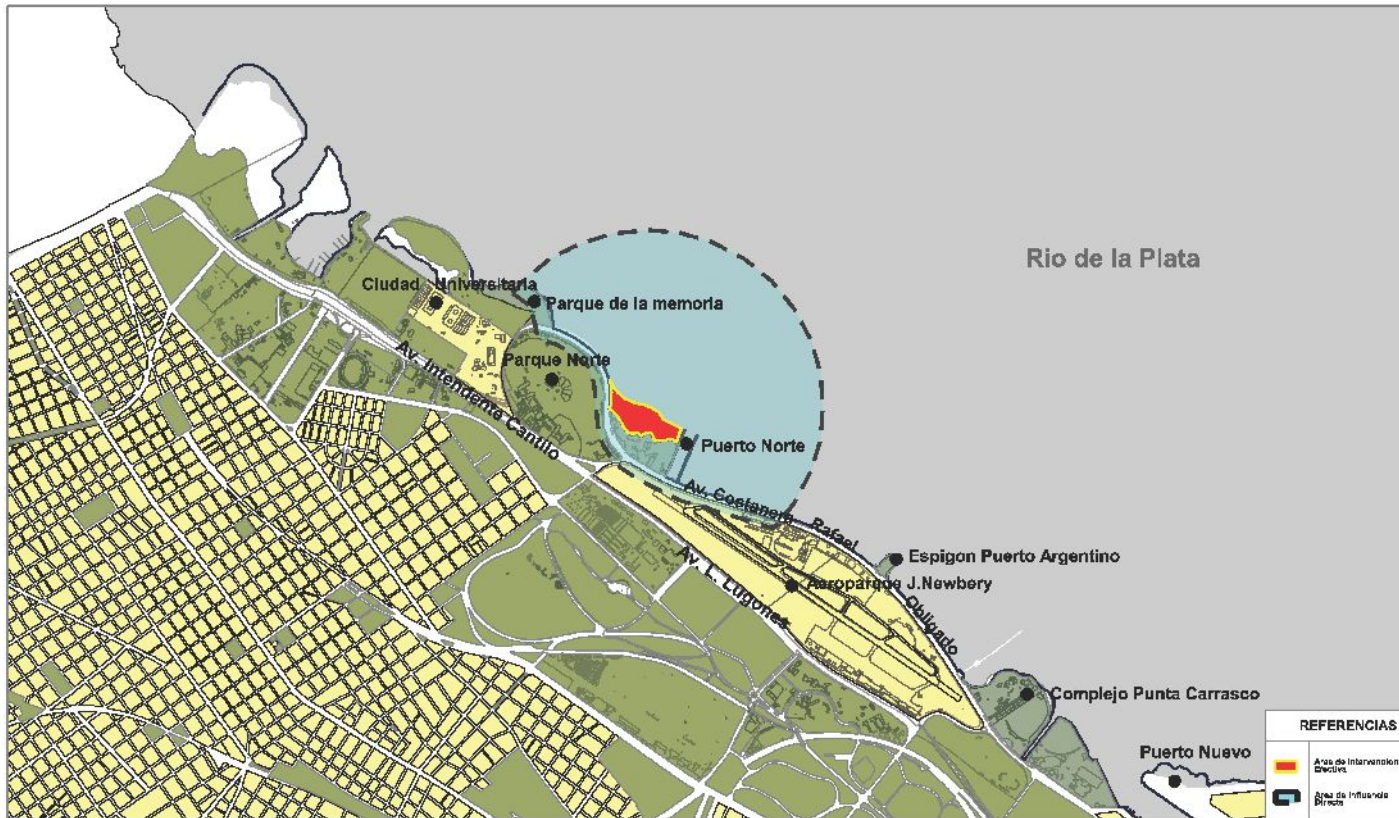 Rio de la Plata
Ciudad Universitaria
Parque de la memoria
Parque Norte
Av. Intendente Cantilo
Puerto Norte
Av. Costanera Rafael Obligado
Espigon Puerto Argentino
Aeroparque J.Newbery
Av. L. Lugones
Complejo Punta Carrasco
Puerto Nuevo
REFERENCIAS
Area de Intervencion
Efectiva
Area de Influencia
Directa